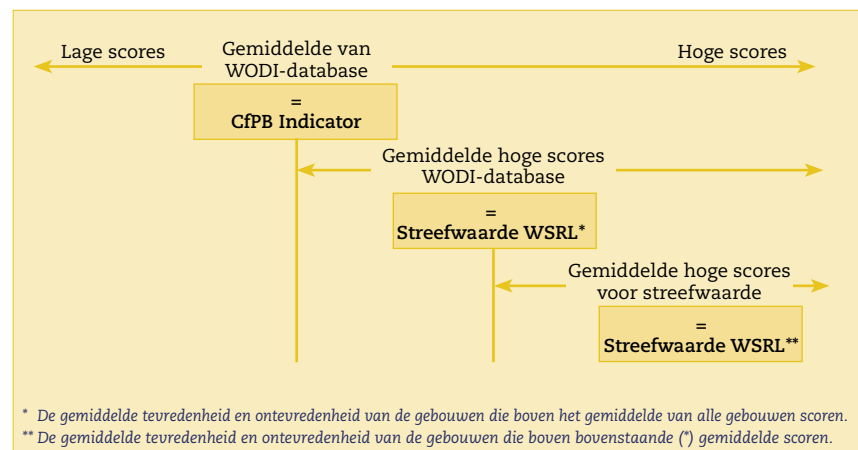 Lage scores
Gemiddelde van
WODI-database
Hoge scores
=
CfPB Indicator
Gemiddelde hoge scores
WODI-database
=
Streefwaarde WSRL*
Gemiddelde hoge scores
voor streefwaarde
=
Streefwaarde WSRL**
* De gemiddelde tevredenheid en ontevredenheid van de gebouwen die boven het gemiddelde van alle gebouwen scoren.
** De gemiddelde tevredenheid en ontevredenheid van de gebouwen die boven bovenstaande (*) gemiddelde scoren.